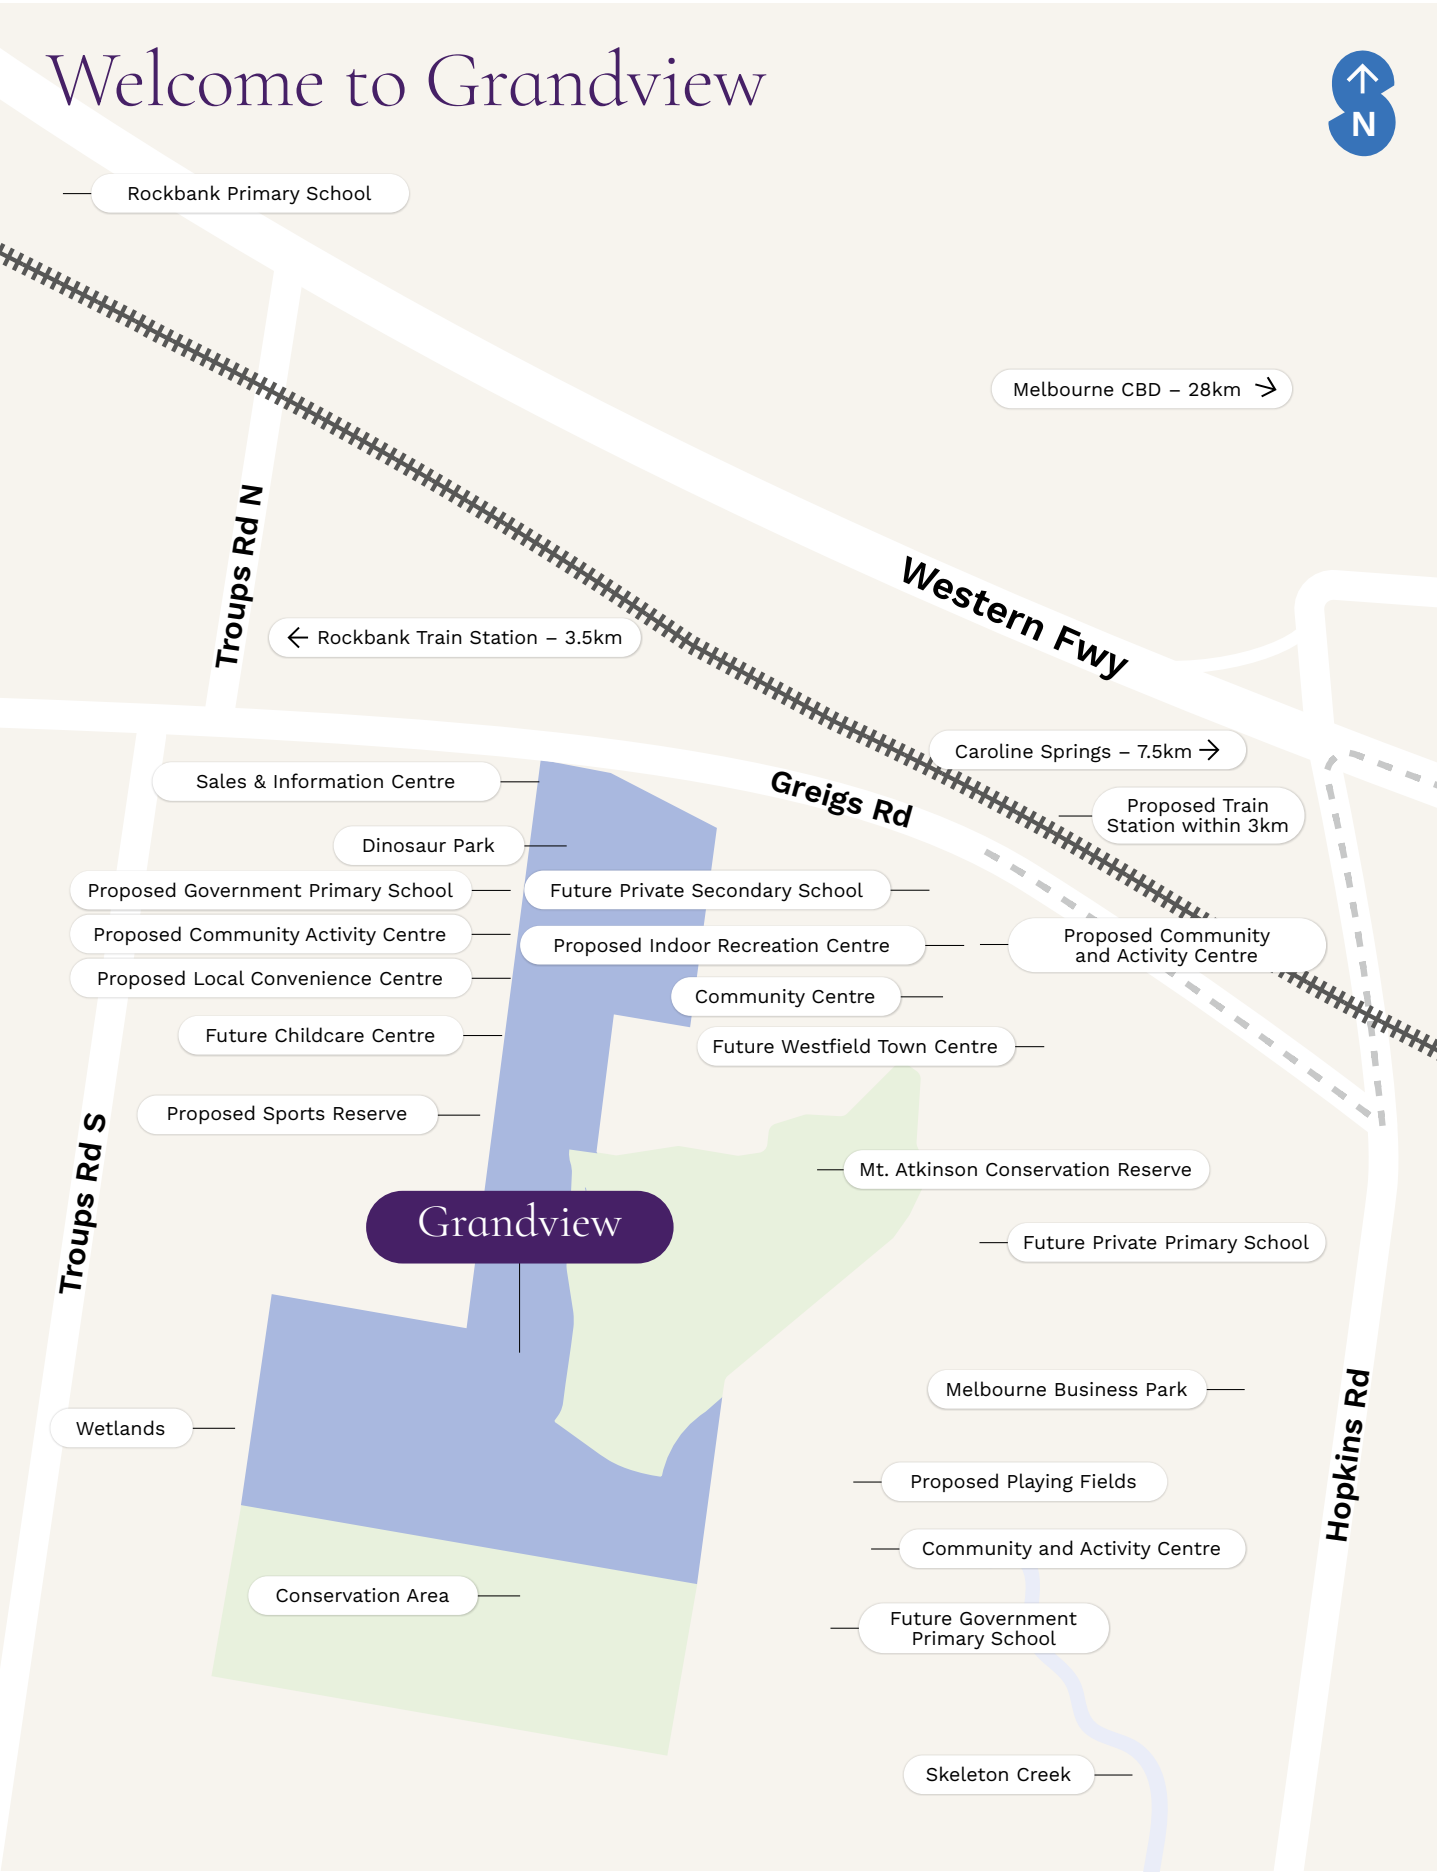 Welcome to Grandview
N
Rockbank Primary School
Melbourne CBD – 28km
Troups Rd N
Western Fwy
Rockbank Train Station – 3.5km
Caroline Springs – 7.5km
Sales & Information Centre
Greigs Rd
Proposed Train
Station within 3km
Dinosaur Park
Proposed Government Primary School
Future Private Secondary School
Proposed Community Activity Centre
Proposed Indoor Recreation Centre
Proposed Community
and Activity Centre
Proposed Local Convenience Centre
Community Centre
Future Childcare Centre
Future Westfield Town Centre
Proposed Sports Reserve
Troups Rd S
Mt. Atkinson Conservation Reserve
Grandview
Future Private Primary School
Melbourne Business Park
Hopkins Rd
Wetlands
Proposed Playing Fields
Community and Activity Centre
Conservation Area
Future Government
Primary School
Skeleton Creek